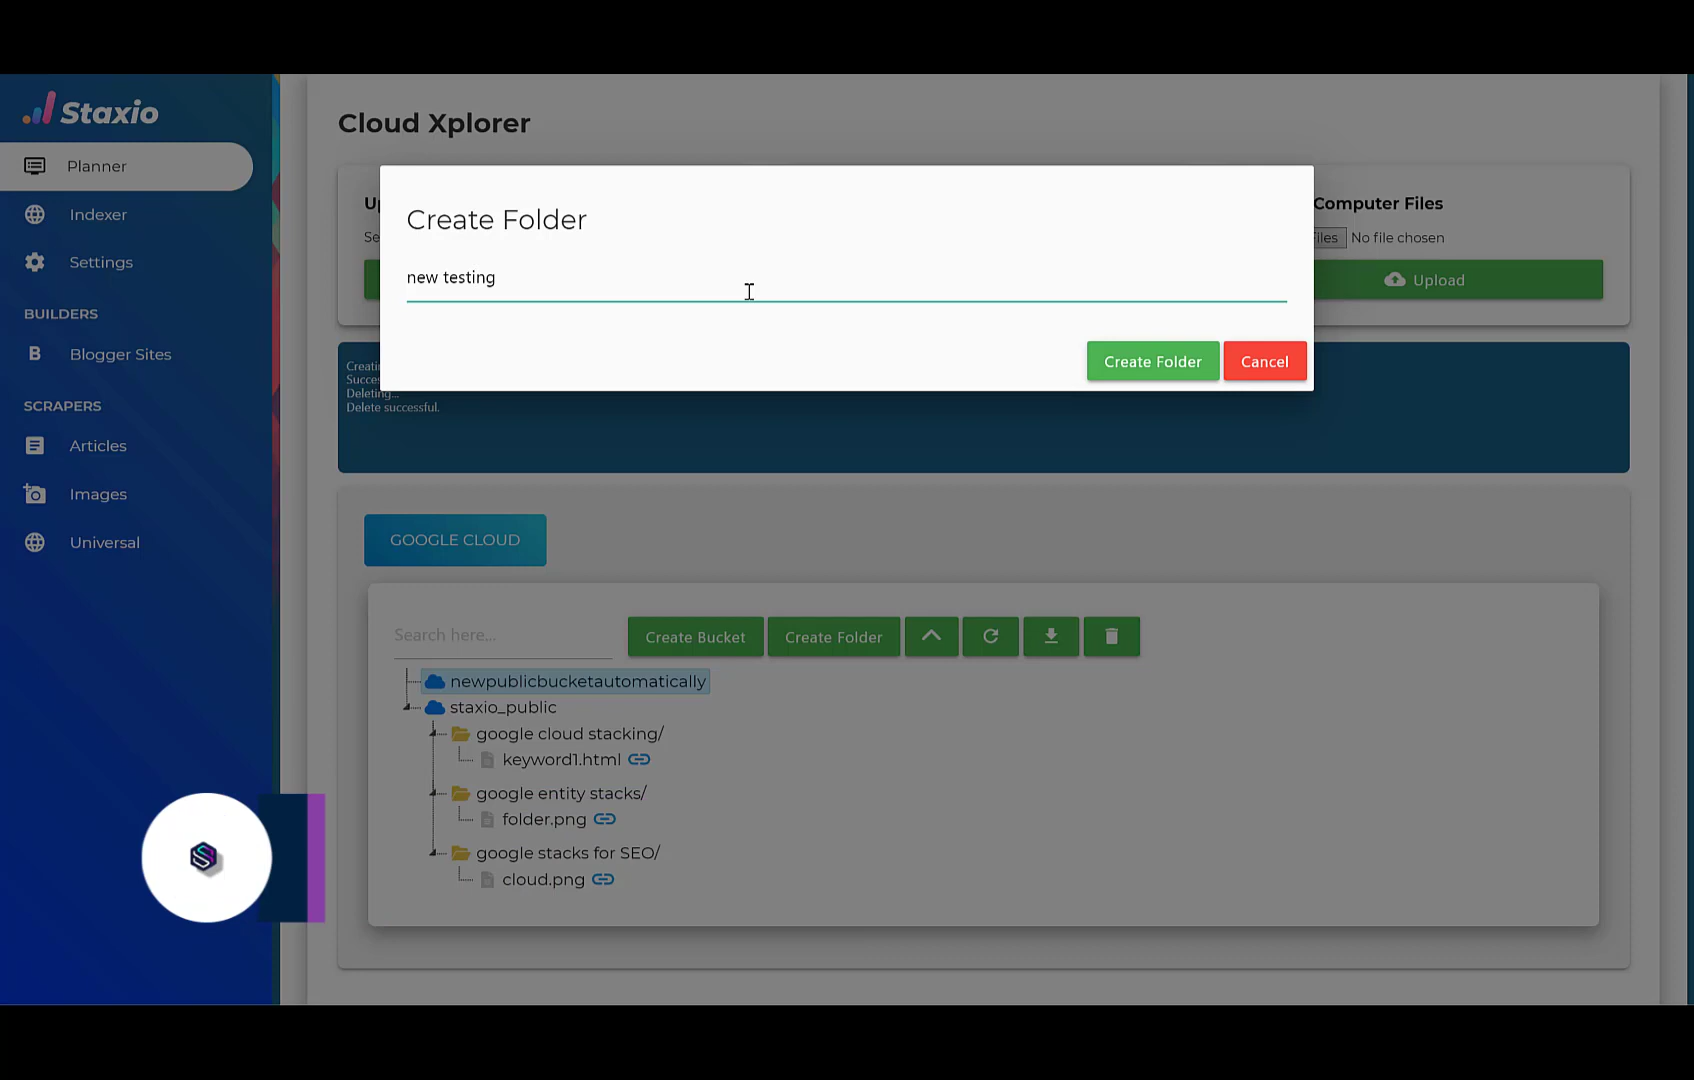 Staxio
Planner
Indexer
Settings
BUILDERS
B Blogger Sites
SCRAPERS
Articles
Images
Universal
Cloud Xplorer
Computer Files
No file chosen
Upload
Create Folder
new testing
Create Folder Cancel
Deleting...
Delete successful.
GOOGLE CLOUD
Search here...
Create Bucket Create Folder
newpublicbucketautomatically
staxio_public
google cloud stacking/
keyword1.html
google entity stacks/
folder.png
google stacks for SEO/
cloud.png